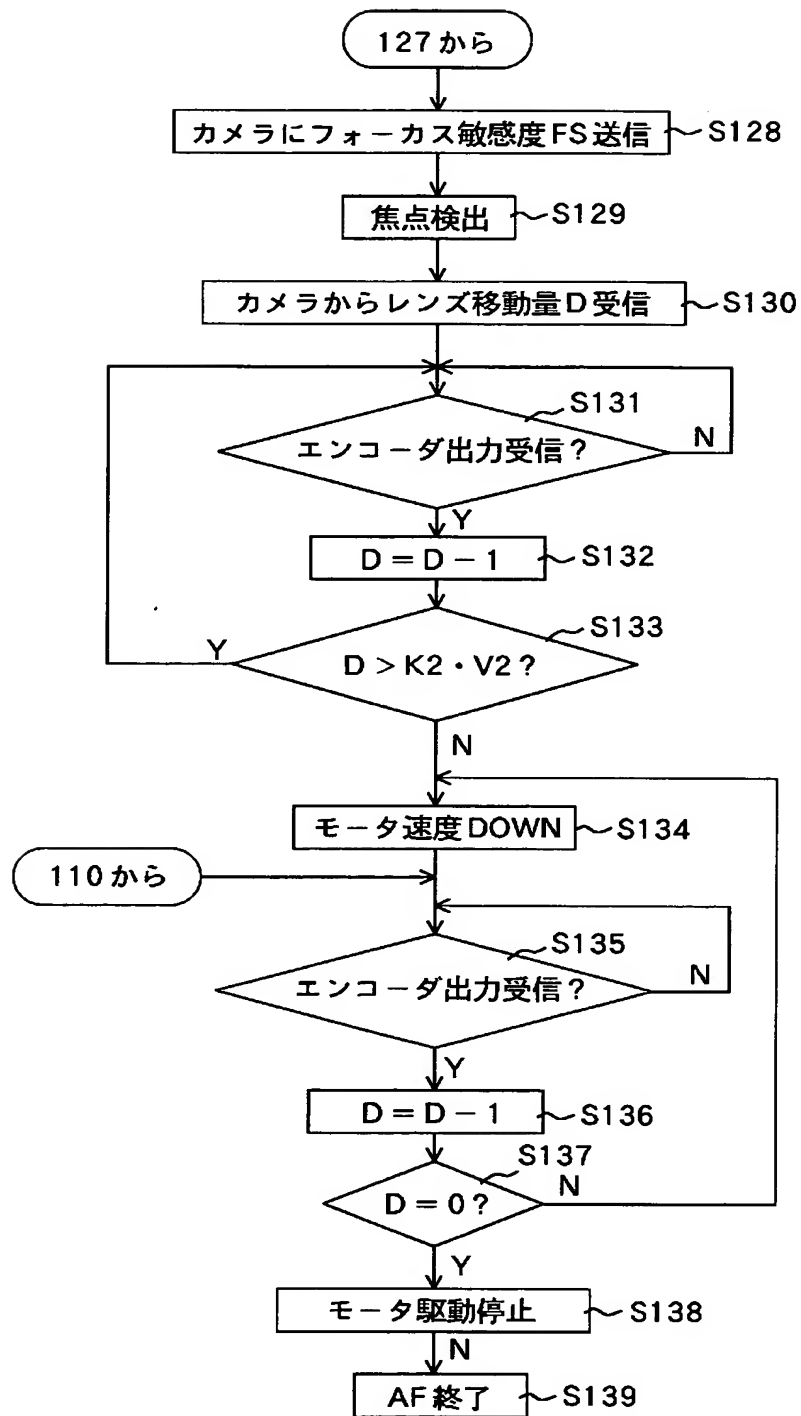 127から
カメラにフォーカス敏感度FS送信 S128
焦点検出 S129
カメラからレンズ移動量D受信 S130
S131
エンコーダ出力受信? N
Y
D=D-1 S132
S133
Y D>K2・V2?
N
モータ速度DOWN S134
110から
S135
エンコーダ出力受信? N
Y
D=D-1 S136
S137
D=0? N
Y
モータ駆動停止 S138
N
AF終了 S139